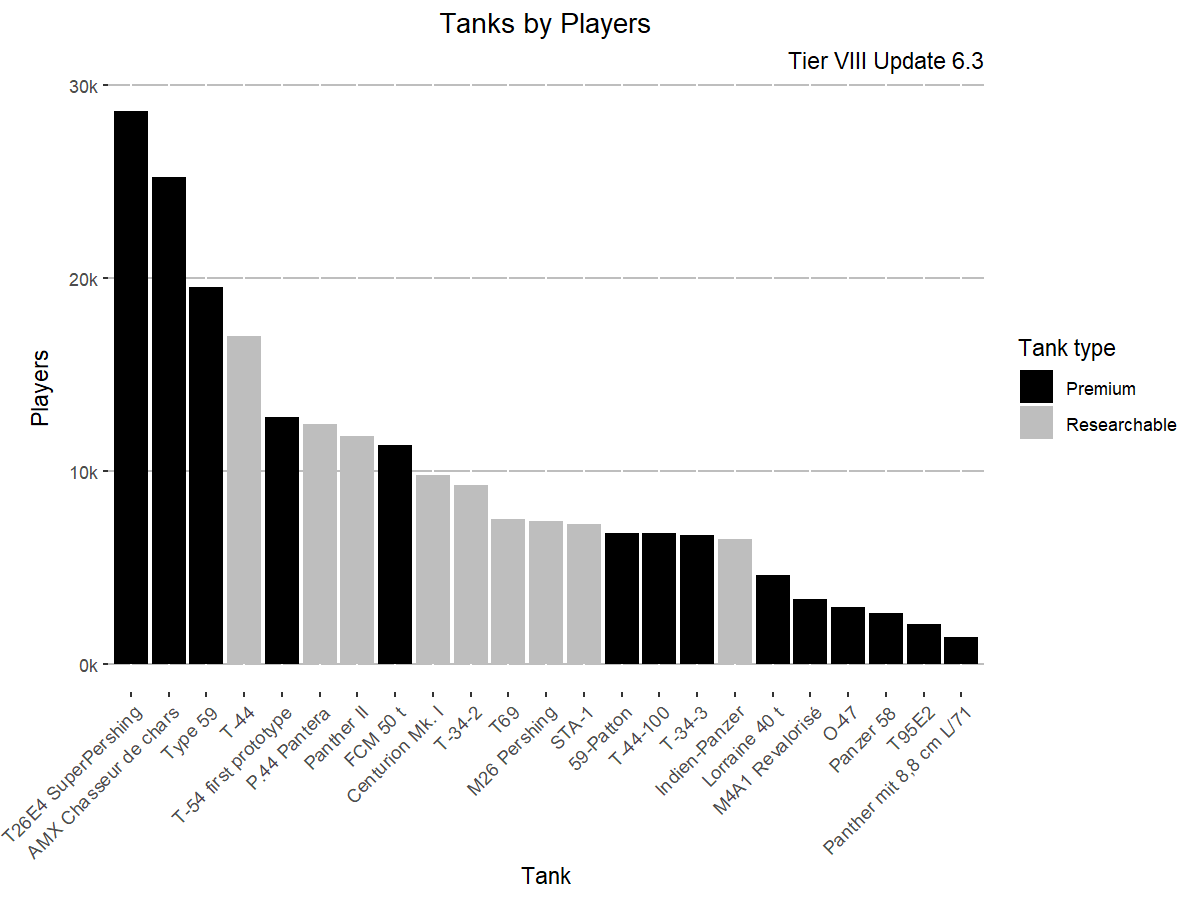 Tanks by Players
Tier VIII Update 6.3
30k
20k
10k
0k
Players
T26E4 SuperPershing
AMX Chasseur de chars
Type 59
T-44
T-54 first prototype
P.44 Pantera
Panther II
FCM 50 t
Centurion Mk. I
T-34-2
T69
M26 Pershing
STA-1
59-Patton
T-44-100
T-34-3
Indien-Panzer
Lorraine 40 t
M4A1 Revalorisé
O-47
Panzer 58
T95E2
Panther mit 8,8 cm L/71
Tank
Tank type
Premium
Researchable